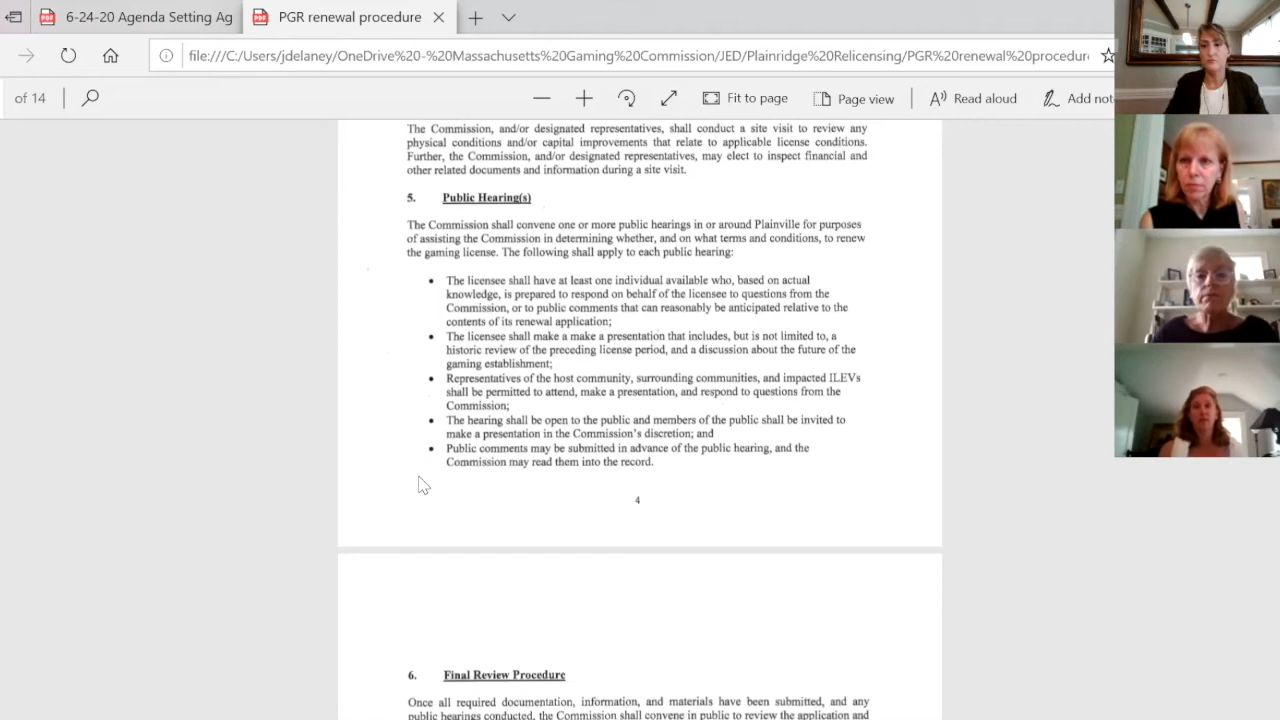 6-24-20 Agenda Setting Ag
PGR renewal procedure
file:///C:/Users/jdelaney/OneDrive%20-%20Massachusetts%20Gaming%20Commission/JED/Plainridge%20Relicensing/PGR%20renewal%20procedur
of 14
Fit to page
Page view
Read aloud
Add not
The Commission, and/or designated representatives, shall conduct a site visit to review any
physical conditions and/or capital improvements that relate to applicable license conditions.
Further, the Commission, and/or designated representatives, may elect to inspect financial and
other related documents and information during a site visit.
5. Public Hearing(s)
The Commission shall convene one or more public hearings in or around Plainville for purposes
of assisting the Commission in determining whether, and on what terms and conditions, to renew
the gaming license. The following shall apply to each public hearing:
• The licensee shall have at least one individual available who, based on actual
knowledge, is prepared to respond on behalf of the licensee to questions from the
Commission, or to public comments that can reasonably be anticipated relative to the
contents of its renewal application;
• The licensee shall make a make a presentation that includes, but is not limited to, a
historic review of the preceding license period, and a discussion about the future of the
gaming establishment;
• Representatives of the host community, surrounding communities, and impacted ILEVs
shall be permitted to attend, make a presentation, and respond to questions from the
Commission;
• The hearing shall be open to the public and members of the public shall be invited to
make a presentation in the Commission's discretion; and
• Public comments may be submitted in advance of the public hearing, and the
Commission may read them into the record.
4
6. Final Review Procedure
Once all required documentation, information, and materials have been submitted, and any
public hearings conducted, the Commission shall convene in public to review the application and